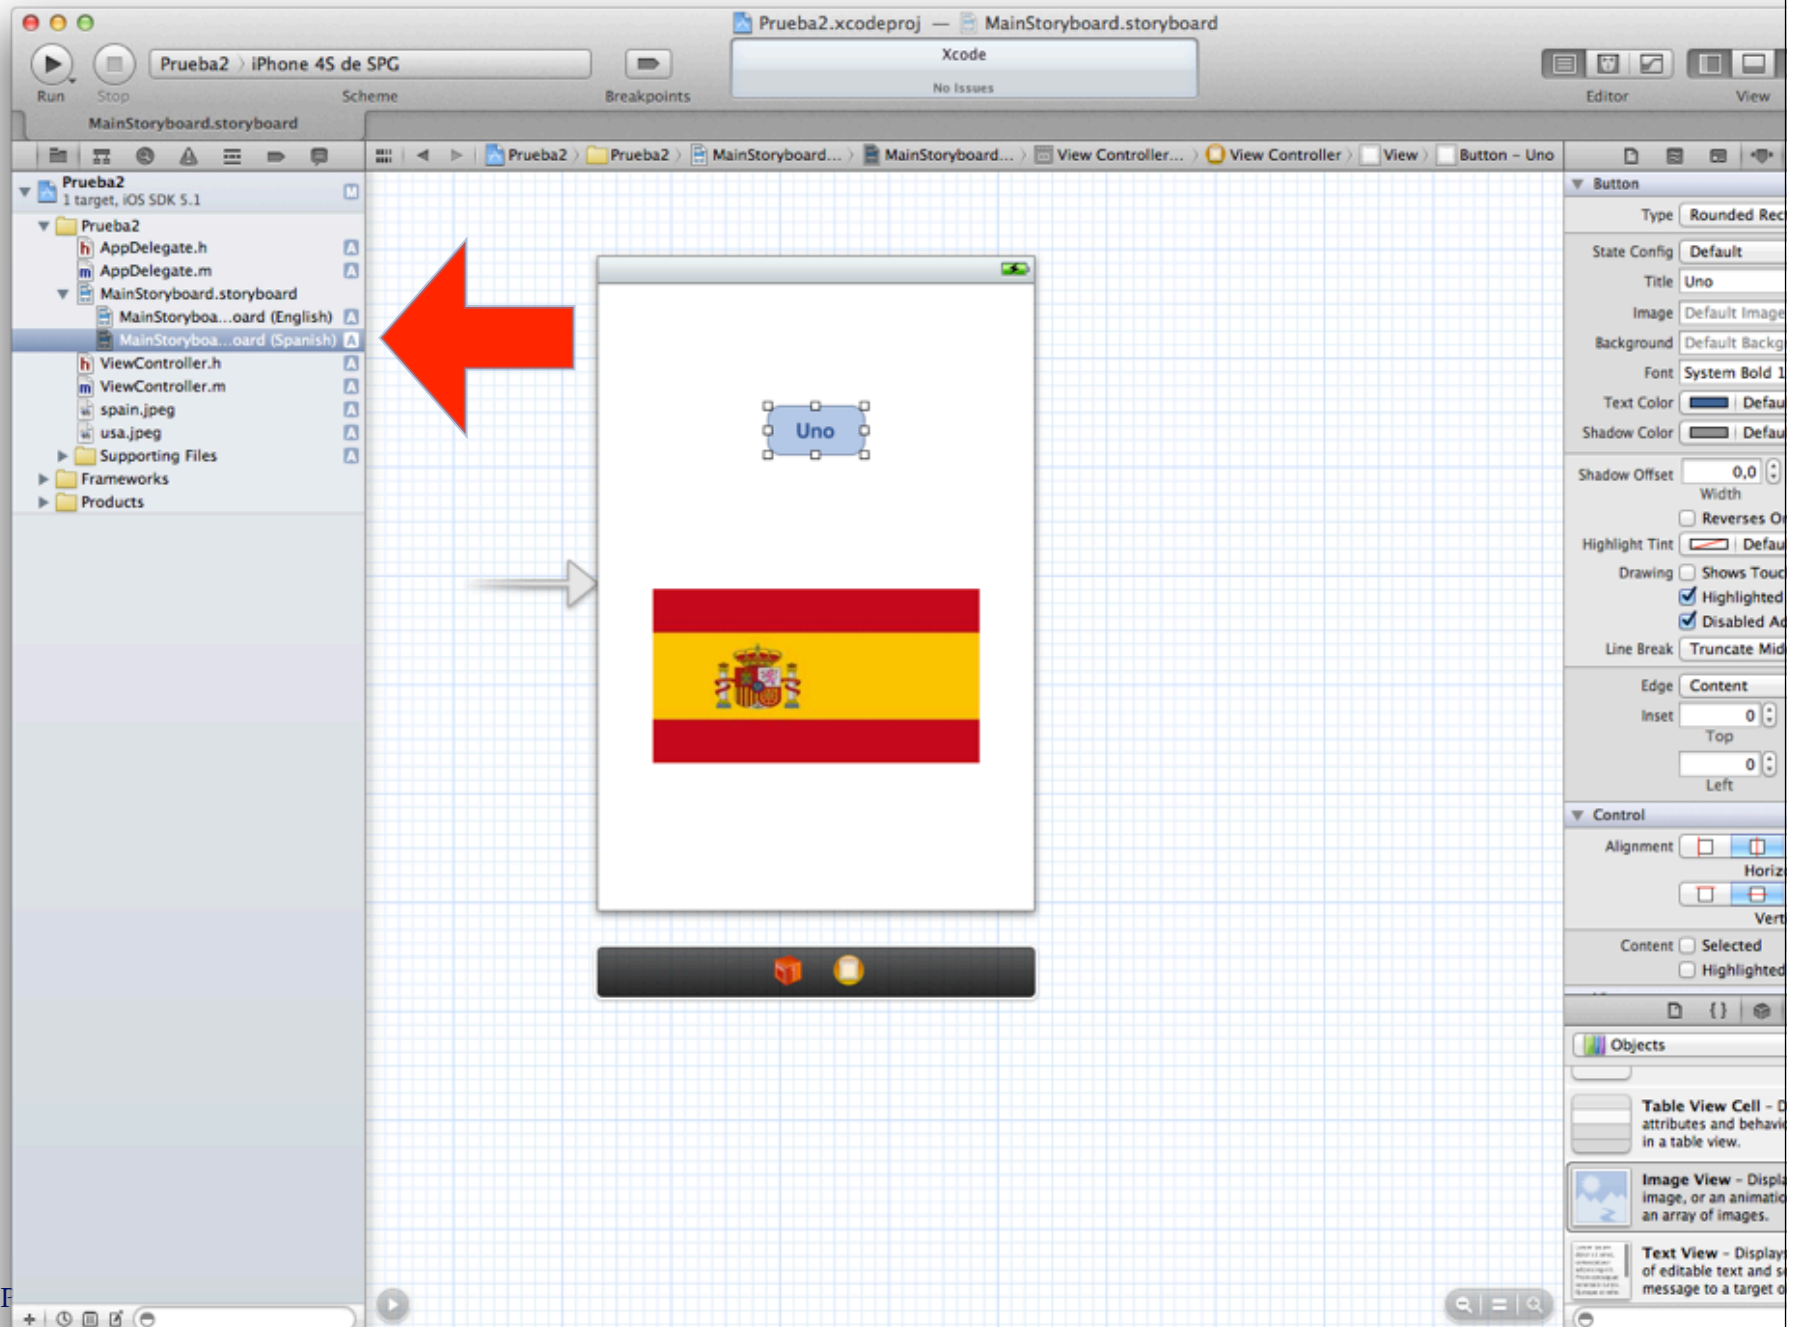 Prueba2.xcodeproj — MainStoryboard.storyboard
Prueba2 〉 iPhone 4S de SPG
Xcode
No Issues
Run Stop Scheme Breakpoints Editor View
MainStoryboard.storyboard
Prueba2 〉 Prueba2 〉 MainStoryboard... 〉 MainStoryboard... 〉 View Controller... 〉 View Controller 〉 View 〉 Button – Uno
Prueba2
1 target, iOS SDK 5.1
M
Prueba2
h AppDelegate.h A
m AppDelegate.m A
MainStoryboard.storyboard
MainStoryboa...oard (English) A
MainStoryboa...oard (Spanish) A
h ViewController.h A
m ViewController.m A
spain.jpeg A
usa.jpeg A
Supporting Files A
Frameworks
Products
Uno
Button
Type Rounded Rec
State Config Default
Title Uno
Image Default Image
Background Default Backg
Font System Bold 1
Text Color Defau
Shadow Color Defau
Shadow Offset 0,0
Width
Reverses On
Highlight Tint Defau
Drawing Shows Touc
Highlighted
Disabled Ad
Line Break Truncate Mid
Edge Content
Inset 0
Top
0
Left
Control
Alignment
Horizo
Vert
Content Selected
Highlighted
{}
Objects
Table View Cell – D
attributes and behavio
in a table view.
Image View – Displa
image, or an animatio
an array of images.
Text View – Displays
of editable text and se
message to a target o